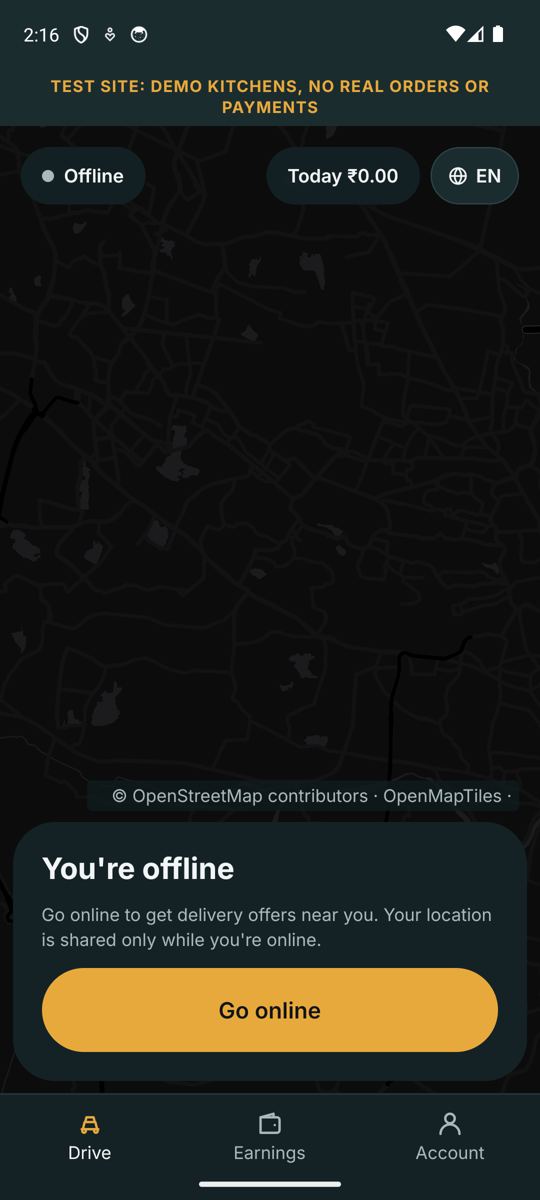 2:16
TEST SITE: DEMO KITCHENS, NO REAL ORDERS OR
PAYMENTS
Offline
Today ₹0.00
EN
© OpenStreetMap contributors · OpenMapTiles ·
You're offline
Go online to get delivery offers near you. Your location
is shared only while you're online.
Go online
Drive
Earnings
Account